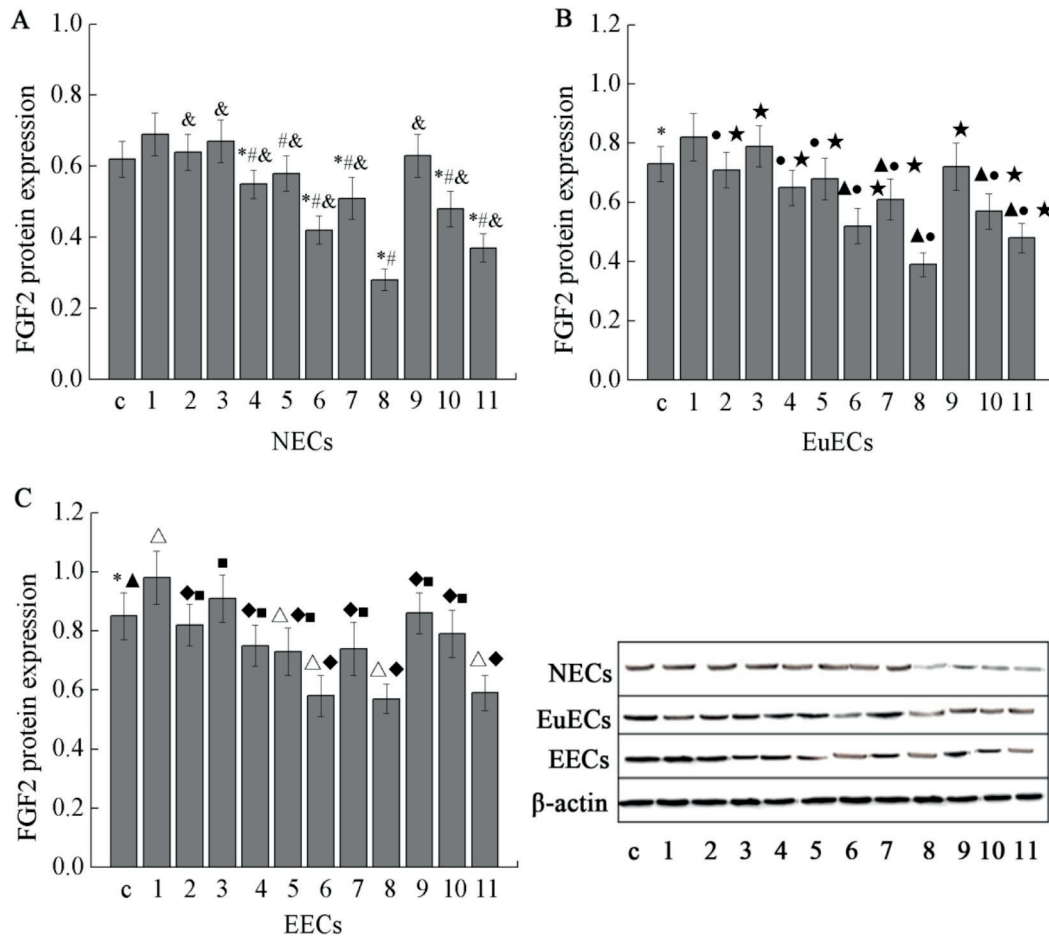 A
FGF2 protein expression
1.0
0.8
0.6
0.4
0.2
0.0
& & *#& #& *#& *#& *# & *#& *#&
c 1 2 3 4 5 6 7 8 9 10 11
NECs
B
FGF2 protein expression
1.2
1.0
0.8
0.6
0.4
0.2
0.0
* ●★ ★ ●★ ●★ ▲●★ ▲●★ ▲● ★ ▲●★ ▲●★
c 1 2 3 4 5 6 7 8 9 10 11
EuECs
C
FGF2 protein expression
1.2
1.0
0.8
0.6
0.4
0.2
0.0
*▲ △ ◆■ ■ ◆■ △◆■ △◆ ◆■ △◆ ◆■ ◆■ △◆
c 1 2 3 4 5 6 7 8 9 10 11
EECs
NECs
EuECs
EECs
β-actin
c 1 2 3 4 5 6 7 8 9 10 11